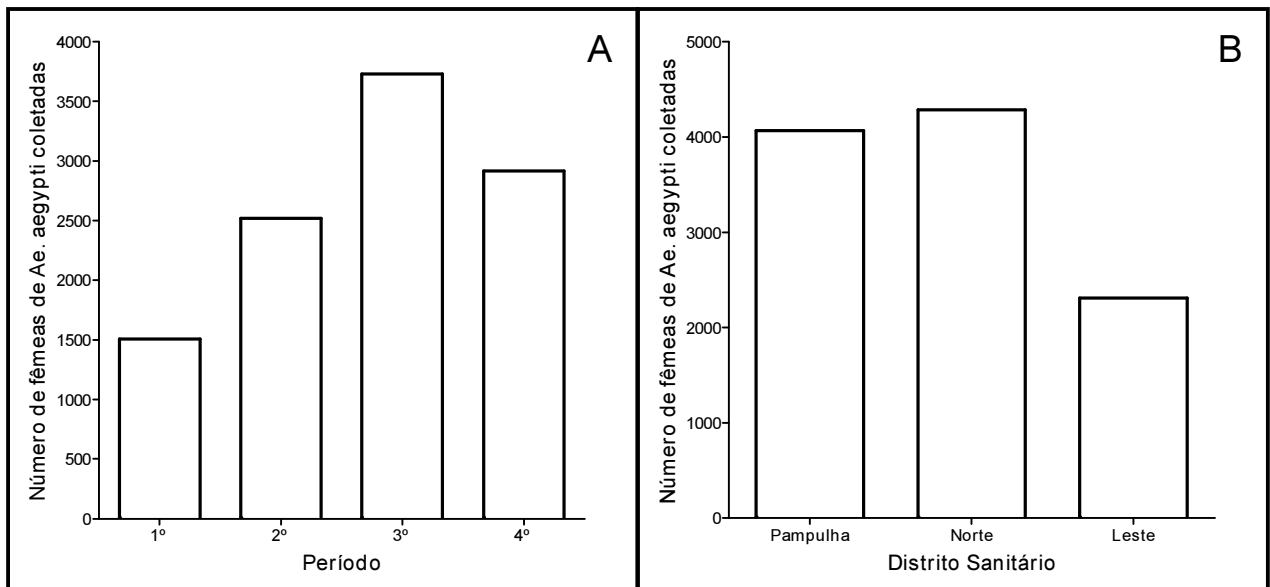 A
Número de fêmeas de Ae. aegypti coletadas
4000
3500
3000
2500
2000
1500
1000
500
0
1º 2º 3º 4º
Período
B
Número de fêmeas de Ae. aegypti coletadas
5000
4000
3000
2000
1000
0
Pampulha Norte Leste
Distrito Sanitário